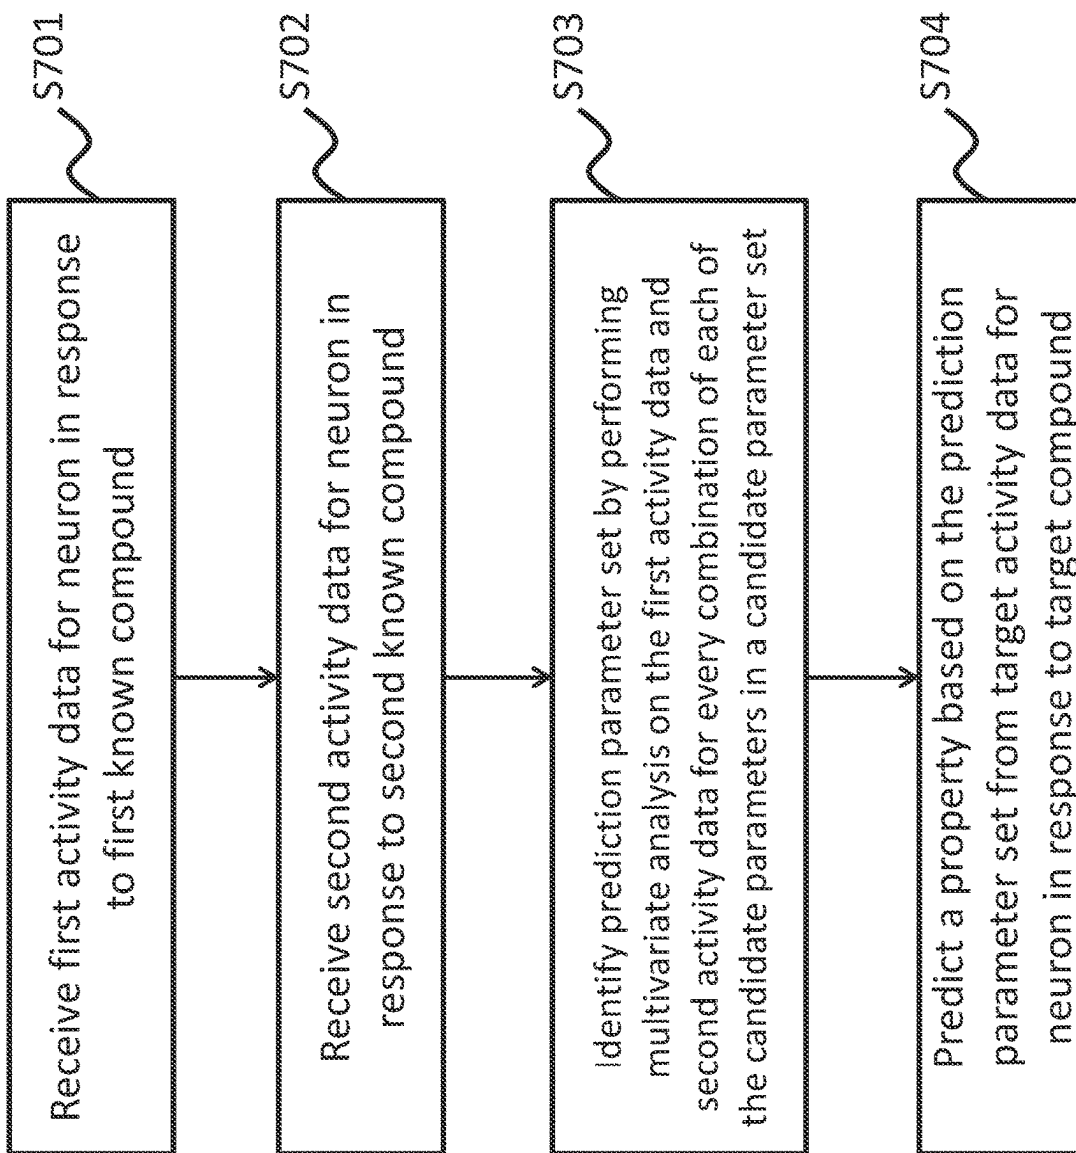 S701
Receive first activity data for neuron in response
to first known compound
S702
Receive second activity data for neuron in
response to second known compound
S703
Identify prediction parameter set by performing
multivariate analysis on the first activity data and
second activity data for every combination of each of
the candidate parameters in a candidate parameter set
S704
Predict a property based on the prediction
parameter set from target activity data for
neuron in response to target compound